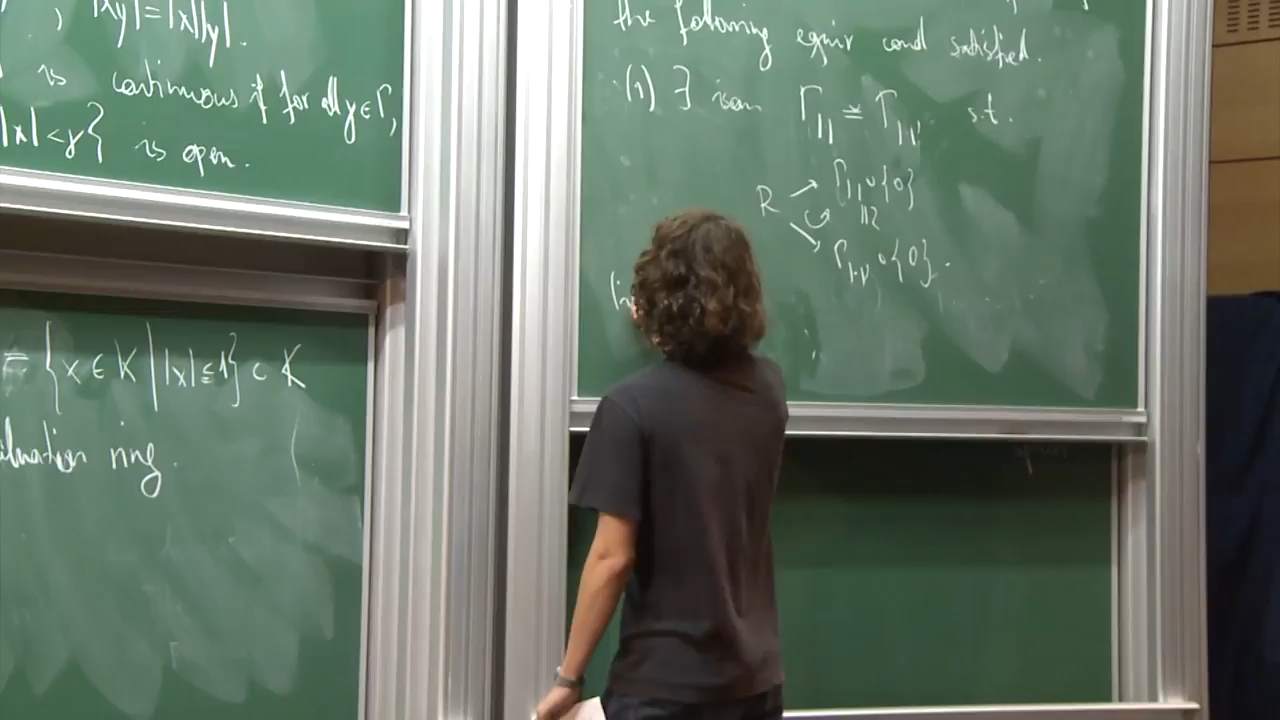 , |xy|=|x||y|.
is continuous if for all γ∈Γ,
|x|<γ} is open.
= {x ∈ K | |x|≤1} ⊂ K
ring.
the following equiv cond satisfied.
(i) ∃ isom Γ_{||} ≅ Γ_{||'} s.t.
R → Γ_{||}∪{0}
↺ ≅
↘ Γ_{|·|'}∪{0}.
(i